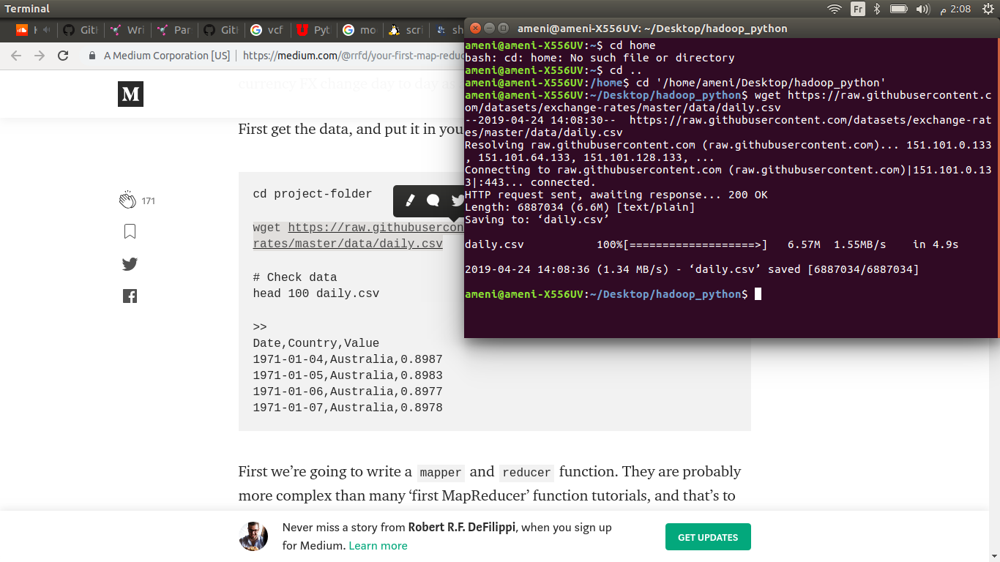 Terminal
Fr
2:08 م
Gitl
Wri
Par
Gitl
vcf
Pyt
mo
scri
sh
A Medium Corporation [US]
https://medium.com/@rrfd/your-first-map-reduc
M
currency FX change day to day as
First get the data, and put it in you
171
cd project-folder
wget https://raw.githubusercon
rates/master/data/daily.csv
# Check data
head 100 daily.csv
>>
Date,Country,Value
1971-01-04,Australia,0.8987
1971-01-05,Australia,0.8983
1971-01-06,Australia,0.8977
1971-01-07,Australia,0.8978
First we’re going to write a mapper and reducer function. They are probably
more complex than many ‘first MapReducer’ function tutorials, and that’s to
Never miss a story from Robert R.F. DeFilippi, when you sign up
for Medium. Learn more
GET UPDATES
ameni@ameni-X556UV: ~/Desktop/hadoop_python
ameni@ameni-X556UV:~$ cd home
bash: cd: home: No such file or directory
ameni@ameni-X556UV:~$ cd ..
ameni@ameni-X556UV:/home$ cd '/home/ameni/Desktop/hadoop_python'
ameni@ameni-X556UV:~/Desktop/hadoop_python$ wget https://raw.githubusercontent.c
om/datasets/exchange-rates/master/data/daily.csv
--2019-04-24 14:08:30--  https://raw.githubusercontent.com/datasets/exchange-rat
es/master/data/daily.csv
Resolving raw.githubusercontent.com (raw.githubusercontent.com)... 151.101.0.133
, 151.101.64.133, 151.101.128.133, ...
Connecting to raw.githubusercontent.com (raw.githubusercontent.com)|151.101.0.13
3|:443... connected.
HTTP request sent, awaiting response... 200 OK
Length: 6887034 (6.6M) [text/plain]
Saving to: ‘daily.csv’
daily.csv           100%[===================>]   6.57M  1.55MB/s    in 4.9s
2019-04-24 14:08:36 (1.34 MB/s) - ‘daily.csv’ saved [6887034/6887034]
ameni@ameni-X556UV:~/Desktop/hadoop_python$